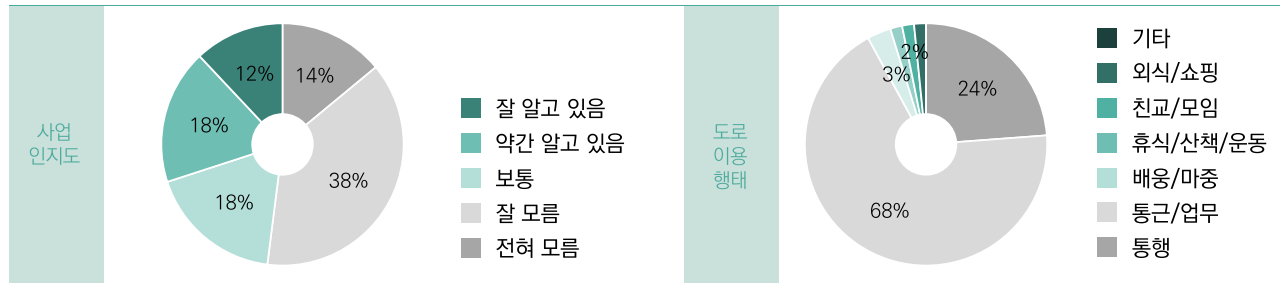 사업
인지도
12%
14%
18%
38%
18%
잘 알고 있음
약간 알고 있음
보통
잘 모름
전혀 모름
도로
이용
행태
2%
3%
24%
68%
기타
외식/쇼핑
친교/모임
휴식/산책/운동
배웅/마중
통근/업무
통행